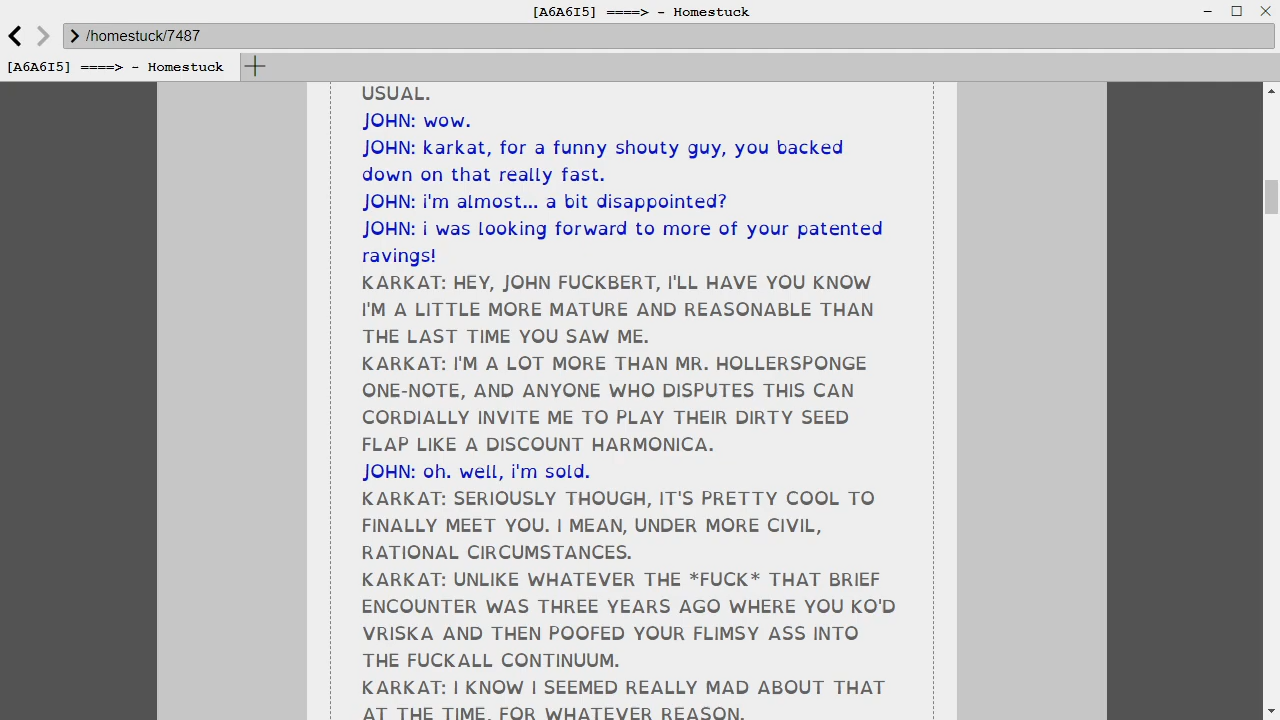 [A6A6I5] ====> - Homestuck
/homestuck/7487
[A6A6I5] ====> - Homestuck
USUAL.
JOHN: wow.
JOHN: karkat, for a funny shouty guy, you backed
down on that really fast.
JOHN: i'm almost... a bit disappointed?
JOHN: i was looking forward to more of your patented
ravings!
KARKAT: HEY, JOHN FUCKBERT, I'LL HAVE YOU KNOW
I'M A LITTLE MORE MATURE AND REASONABLE THAN
THE LAST TIME YOU SAW ME.
KARKAT: I'M A LOT MORE THAN MR. HOLLERSPONGE
ONE-NOTE, AND ANYONE WHO DISPUTES THIS CAN
CORDIALLY INVITE ME TO PLAY THEIR DIRTY SEED
FLAP LIKE A DISCOUNT HARMONICA.
JOHN: oh. well, i'm sold.
KARKAT: SERIOUSLY THOUGH, IT'S PRETTY COOL TO
FINALLY MEET YOU. I MEAN, UNDER MORE CIVIL,
RATIONAL CIRCUMSTANCES.
KARKAT: UNLIKE WHATEVER THE *FUCK* THAT BRIEF
ENCOUNTER WAS THREE YEARS AGO WHERE YOU KO'D
VRISKA AND THEN POOFED YOUR FLIMSY ASS INTO
THE FUCKALL CONTINUUM.
KARKAT: I KNOW I SEEMED REALLY MAD ABOUT THAT
AT THE TIME, FOR WHATEVER REASON.